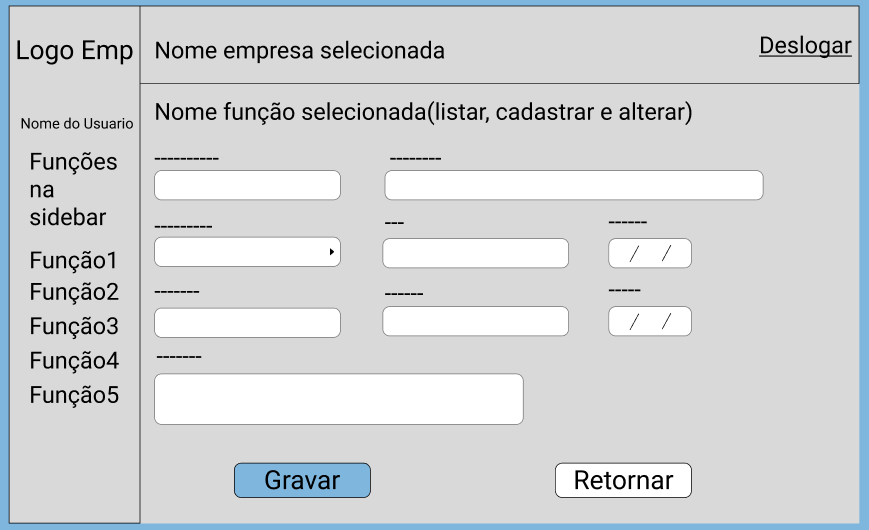 Logo Emp
Nome empresa selecionada
Deslogar
Nome do Usuario
Funções
na
sidebar
Função1
Função2
Função3
Função4
Função5
Nome função selecionada(listar, cadastrar e alterar)
----------
--------
---------
---
------
/ /
-------
------
-----
/ /
-------
Gravar
Retornar